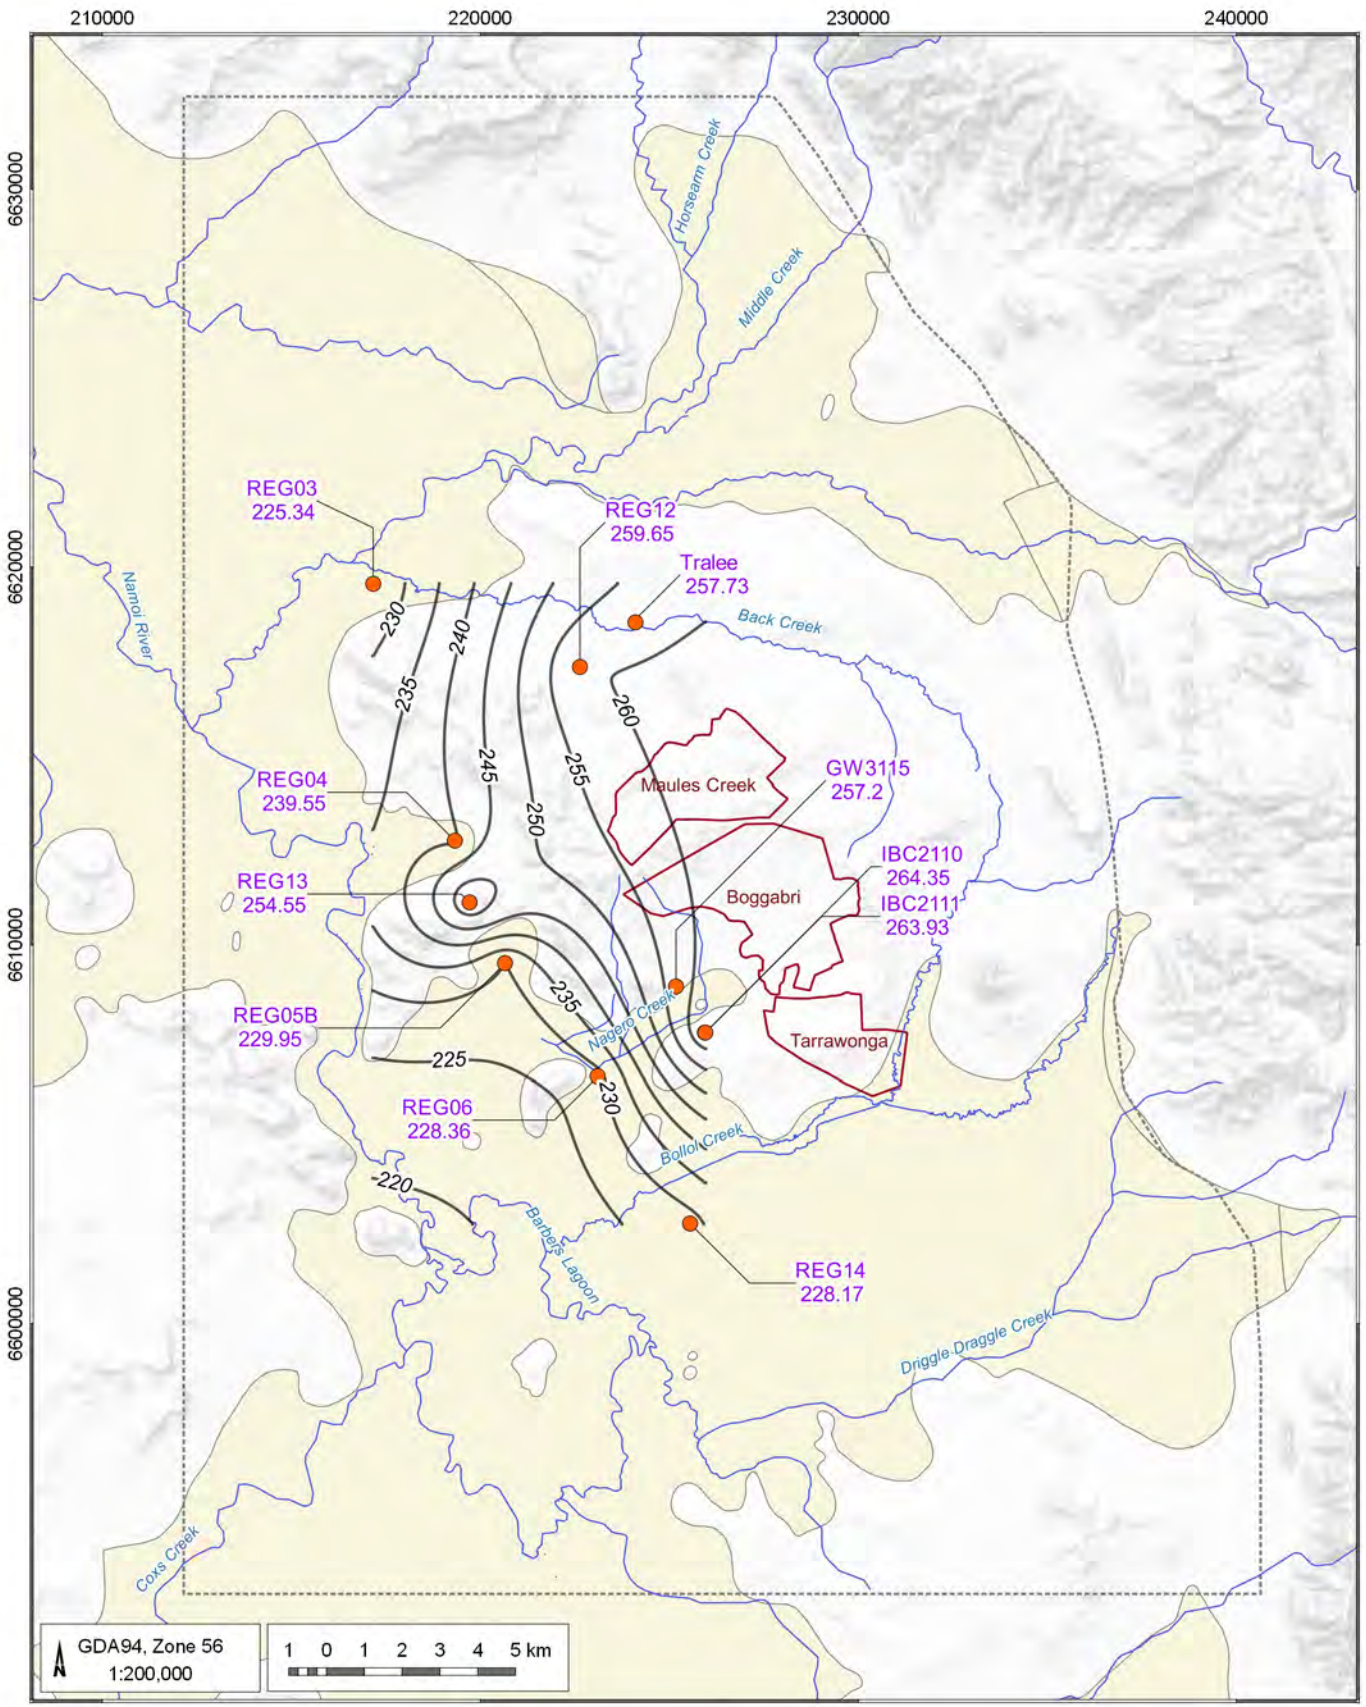 210000
220000
230000
240000
6630000
6620000
6610000
6600000
Horsearm Creek
Middle Creek
REG03
225.34
REG12
259.65
Tralee
257.73
Back Creek
Namoi River
230
235
240
245
250
255
260
Maules Creek
GW3115
257.2
REG04
239.55
IBC2110
264.35
REG13
254.55
Boggabri
IBC2111
263.93
235
REG05B
229.95
Nagero Creek
Tarrawonga
225
REG06
228.36
230
Bollol Creek
220
Barbers Lagoon
REG14
228.17
Driggle Draggle Creek
Coxs Creek
N
GDA94, Zone 56
1:200,000
1 0 1 2 3 4 5 km